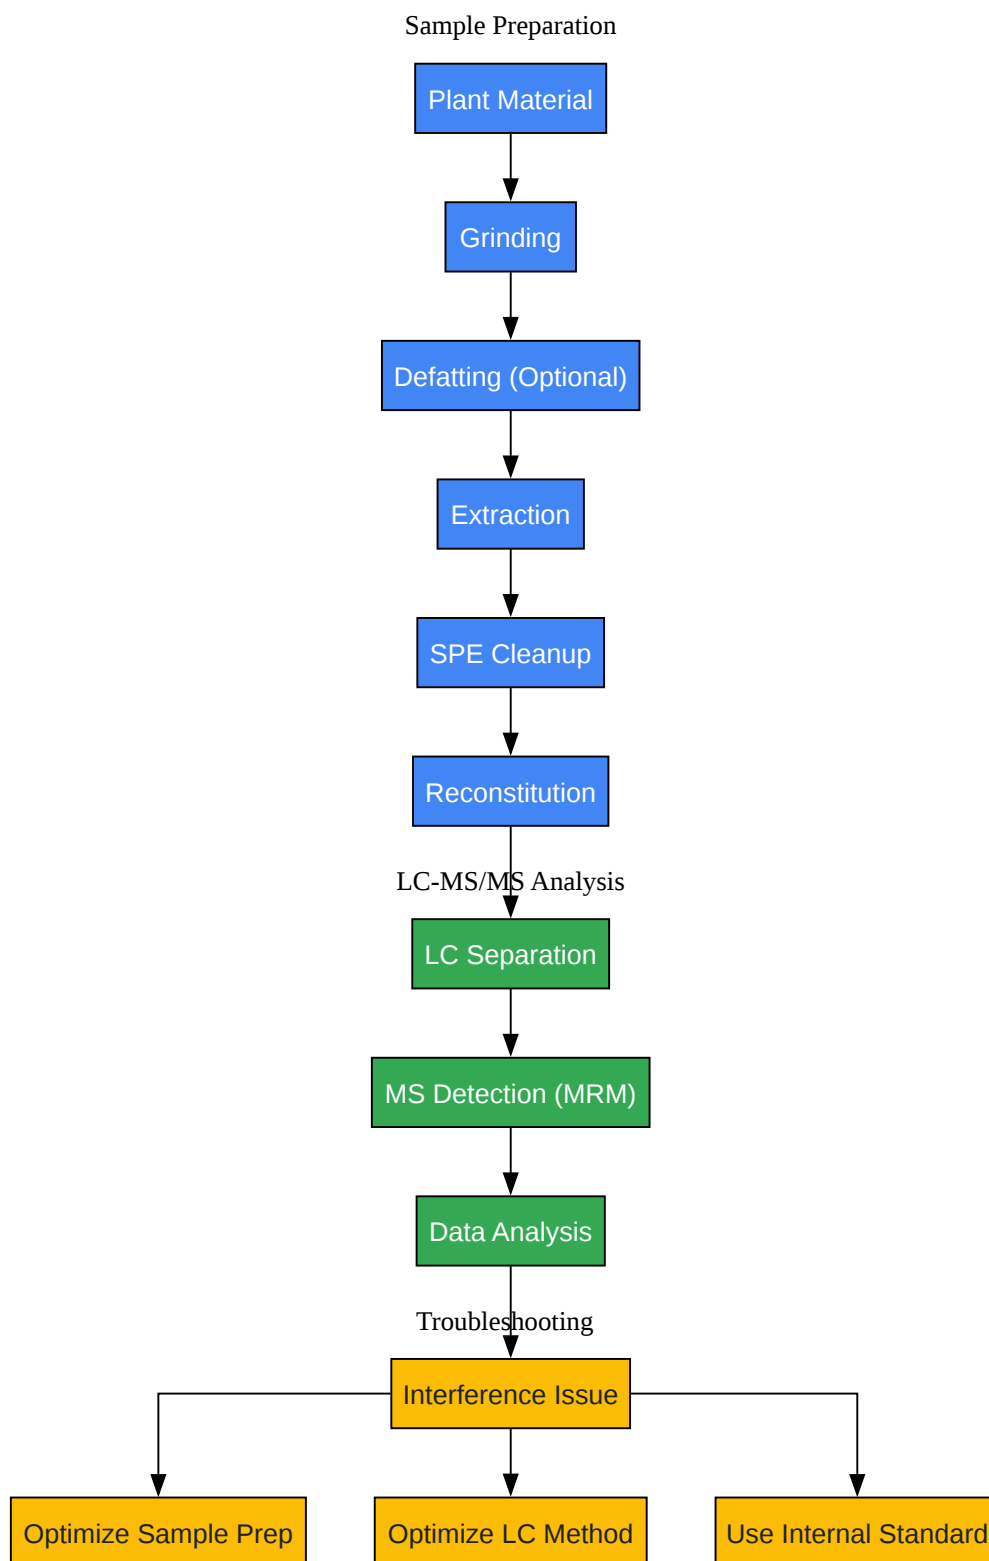 Sample Preparation
Plant Material
Grinding
Defatting (Optional)
Extraction
SPE Cleanup
Reconstitution
LC-MS/MS Analysis
LC Separation
MS Detection (MRM)
Data Analysis
Troubleshooting
Interference Issue
Optimize Sample Prep
Optimize LC Method
Use Internal Standard